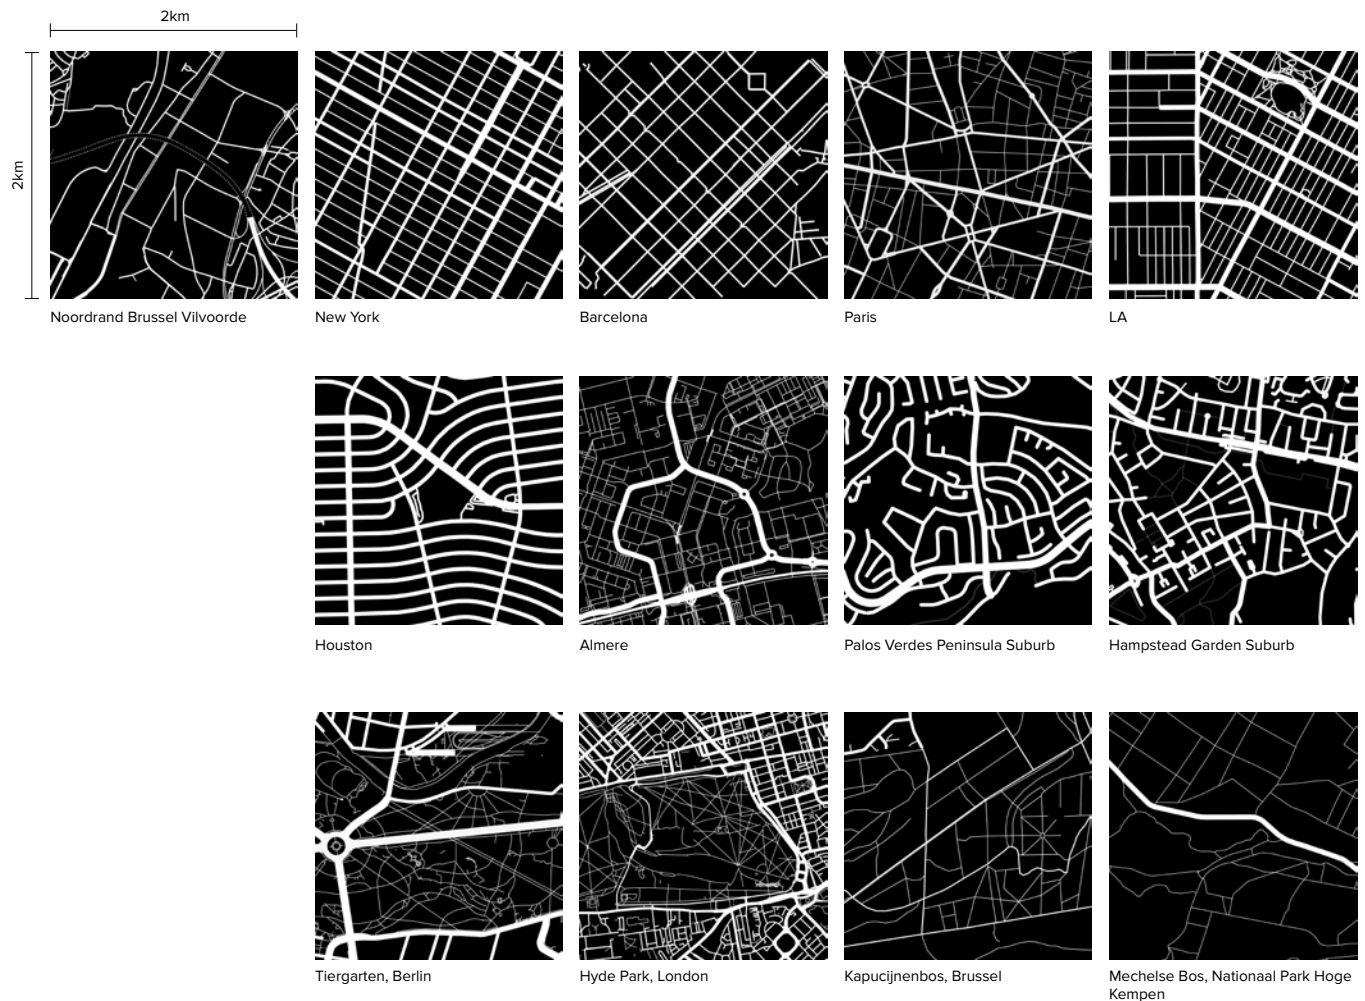 2km
2km
Noordrand Brussel Vilvoorde
New York
Barcelona
Paris
LA
Houston
Almere
Palos Verdes Peninsula Suburb
Hampstead Garden Suburb
Tiergarten, Berlin
Hyde Park, London
Kapucijnenbos, Brussel
Mechelse Bos, Nationaal Park Hoge
Kempen